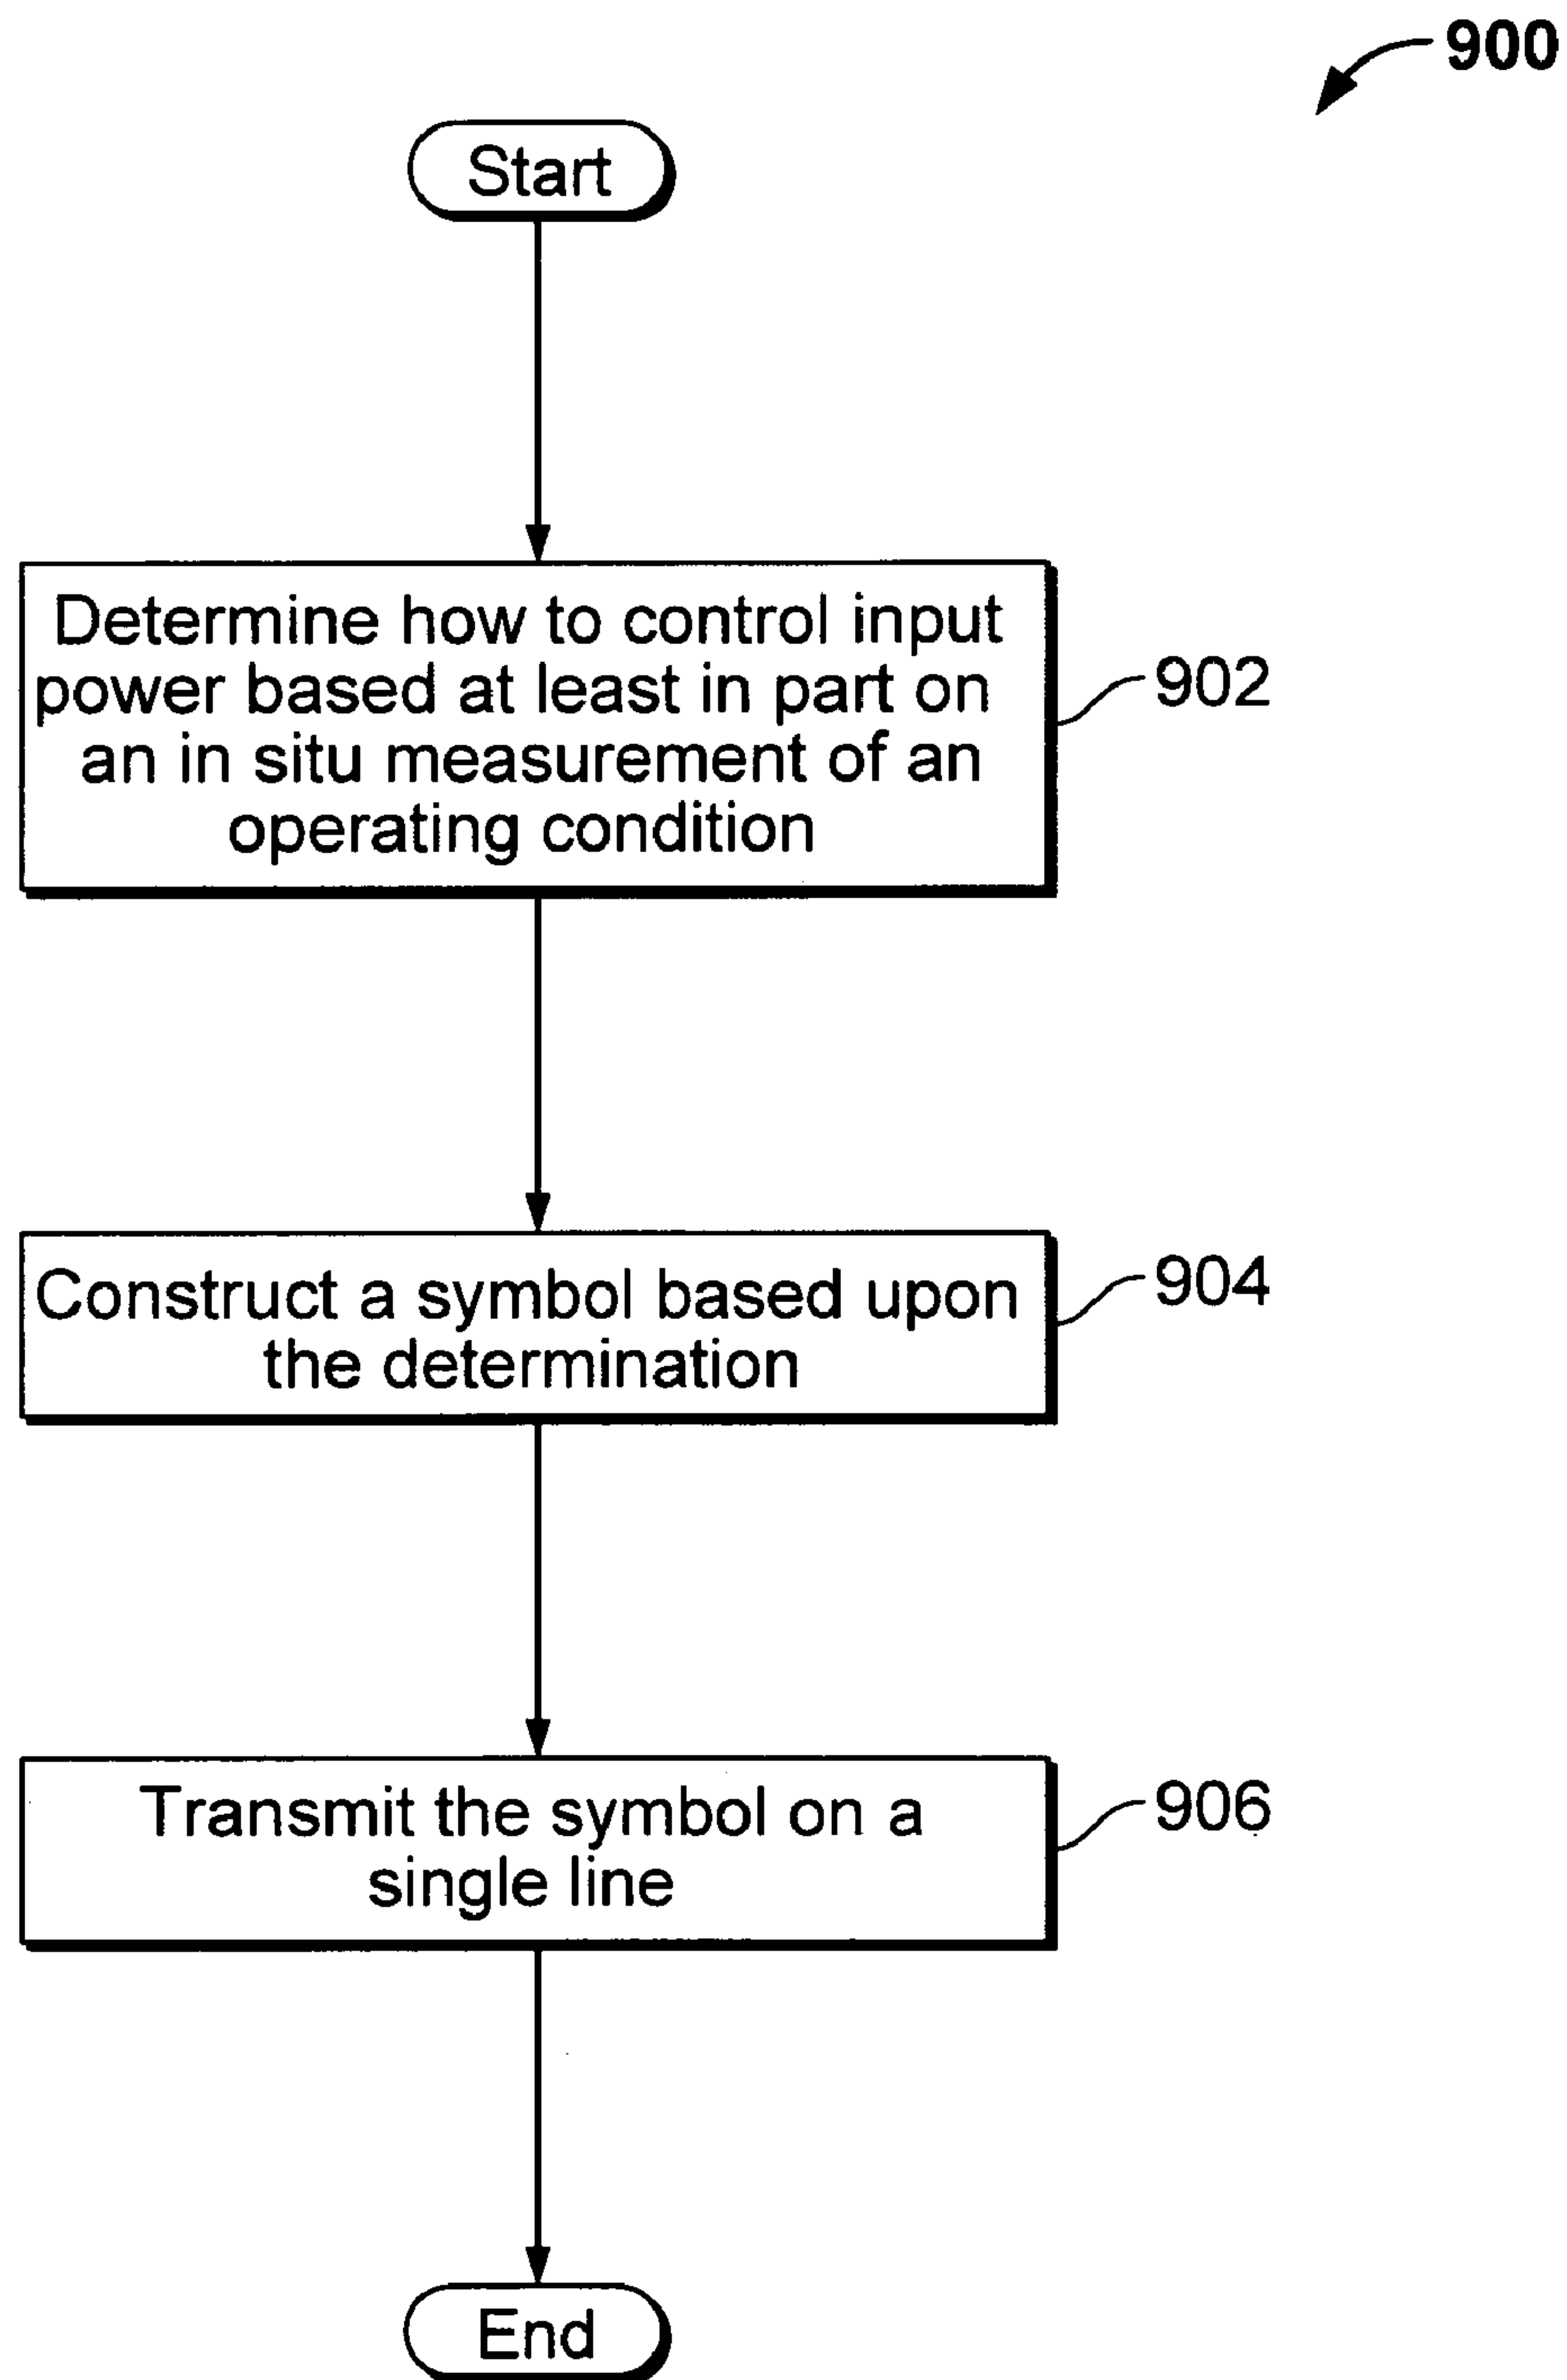 900
Start
Determine how to control input
power based at least in part on
an in situ measurement of an
operating condition
902
Construct a symbol based upon
the determination
904
Transmit the symbol on a
single line
906
End